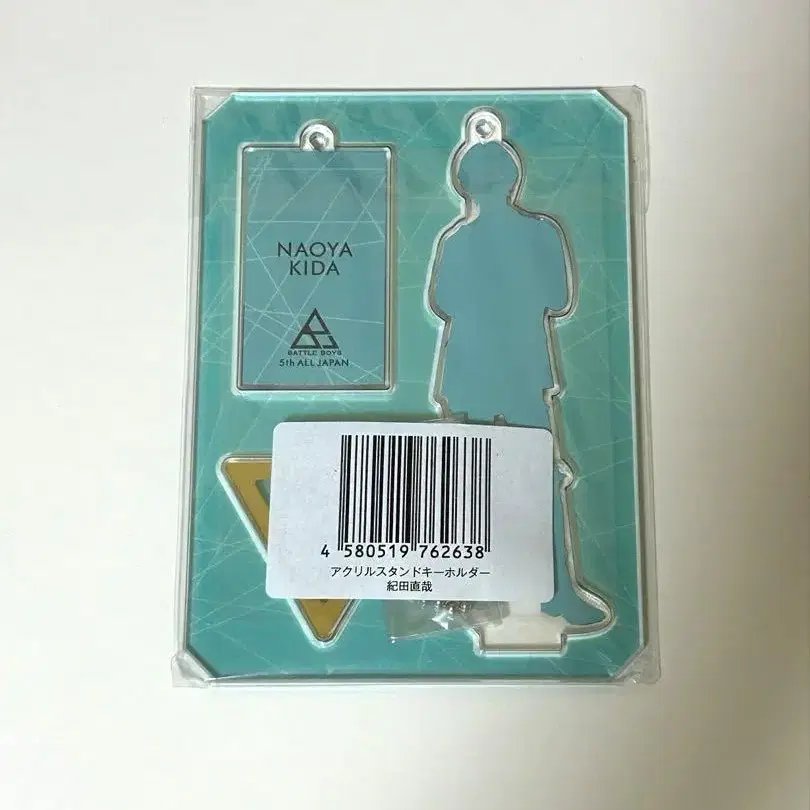 NAOYA
KIDA
BATTLE BOYS
5th ALL JAPAN
4 580519 762638
アクリルスタンドキーホルダー
紀田直哉